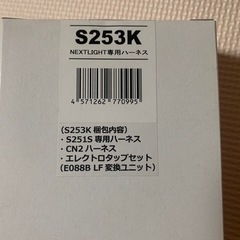 S253K
NEXTLIGHT専用ハーネス
4 571262 770995
(S253K 梱包内容)
・S251S 専用ハーネス
・CN2 ハーネス
・エレクトロタップセット
(E088B LF 変換ユニット)